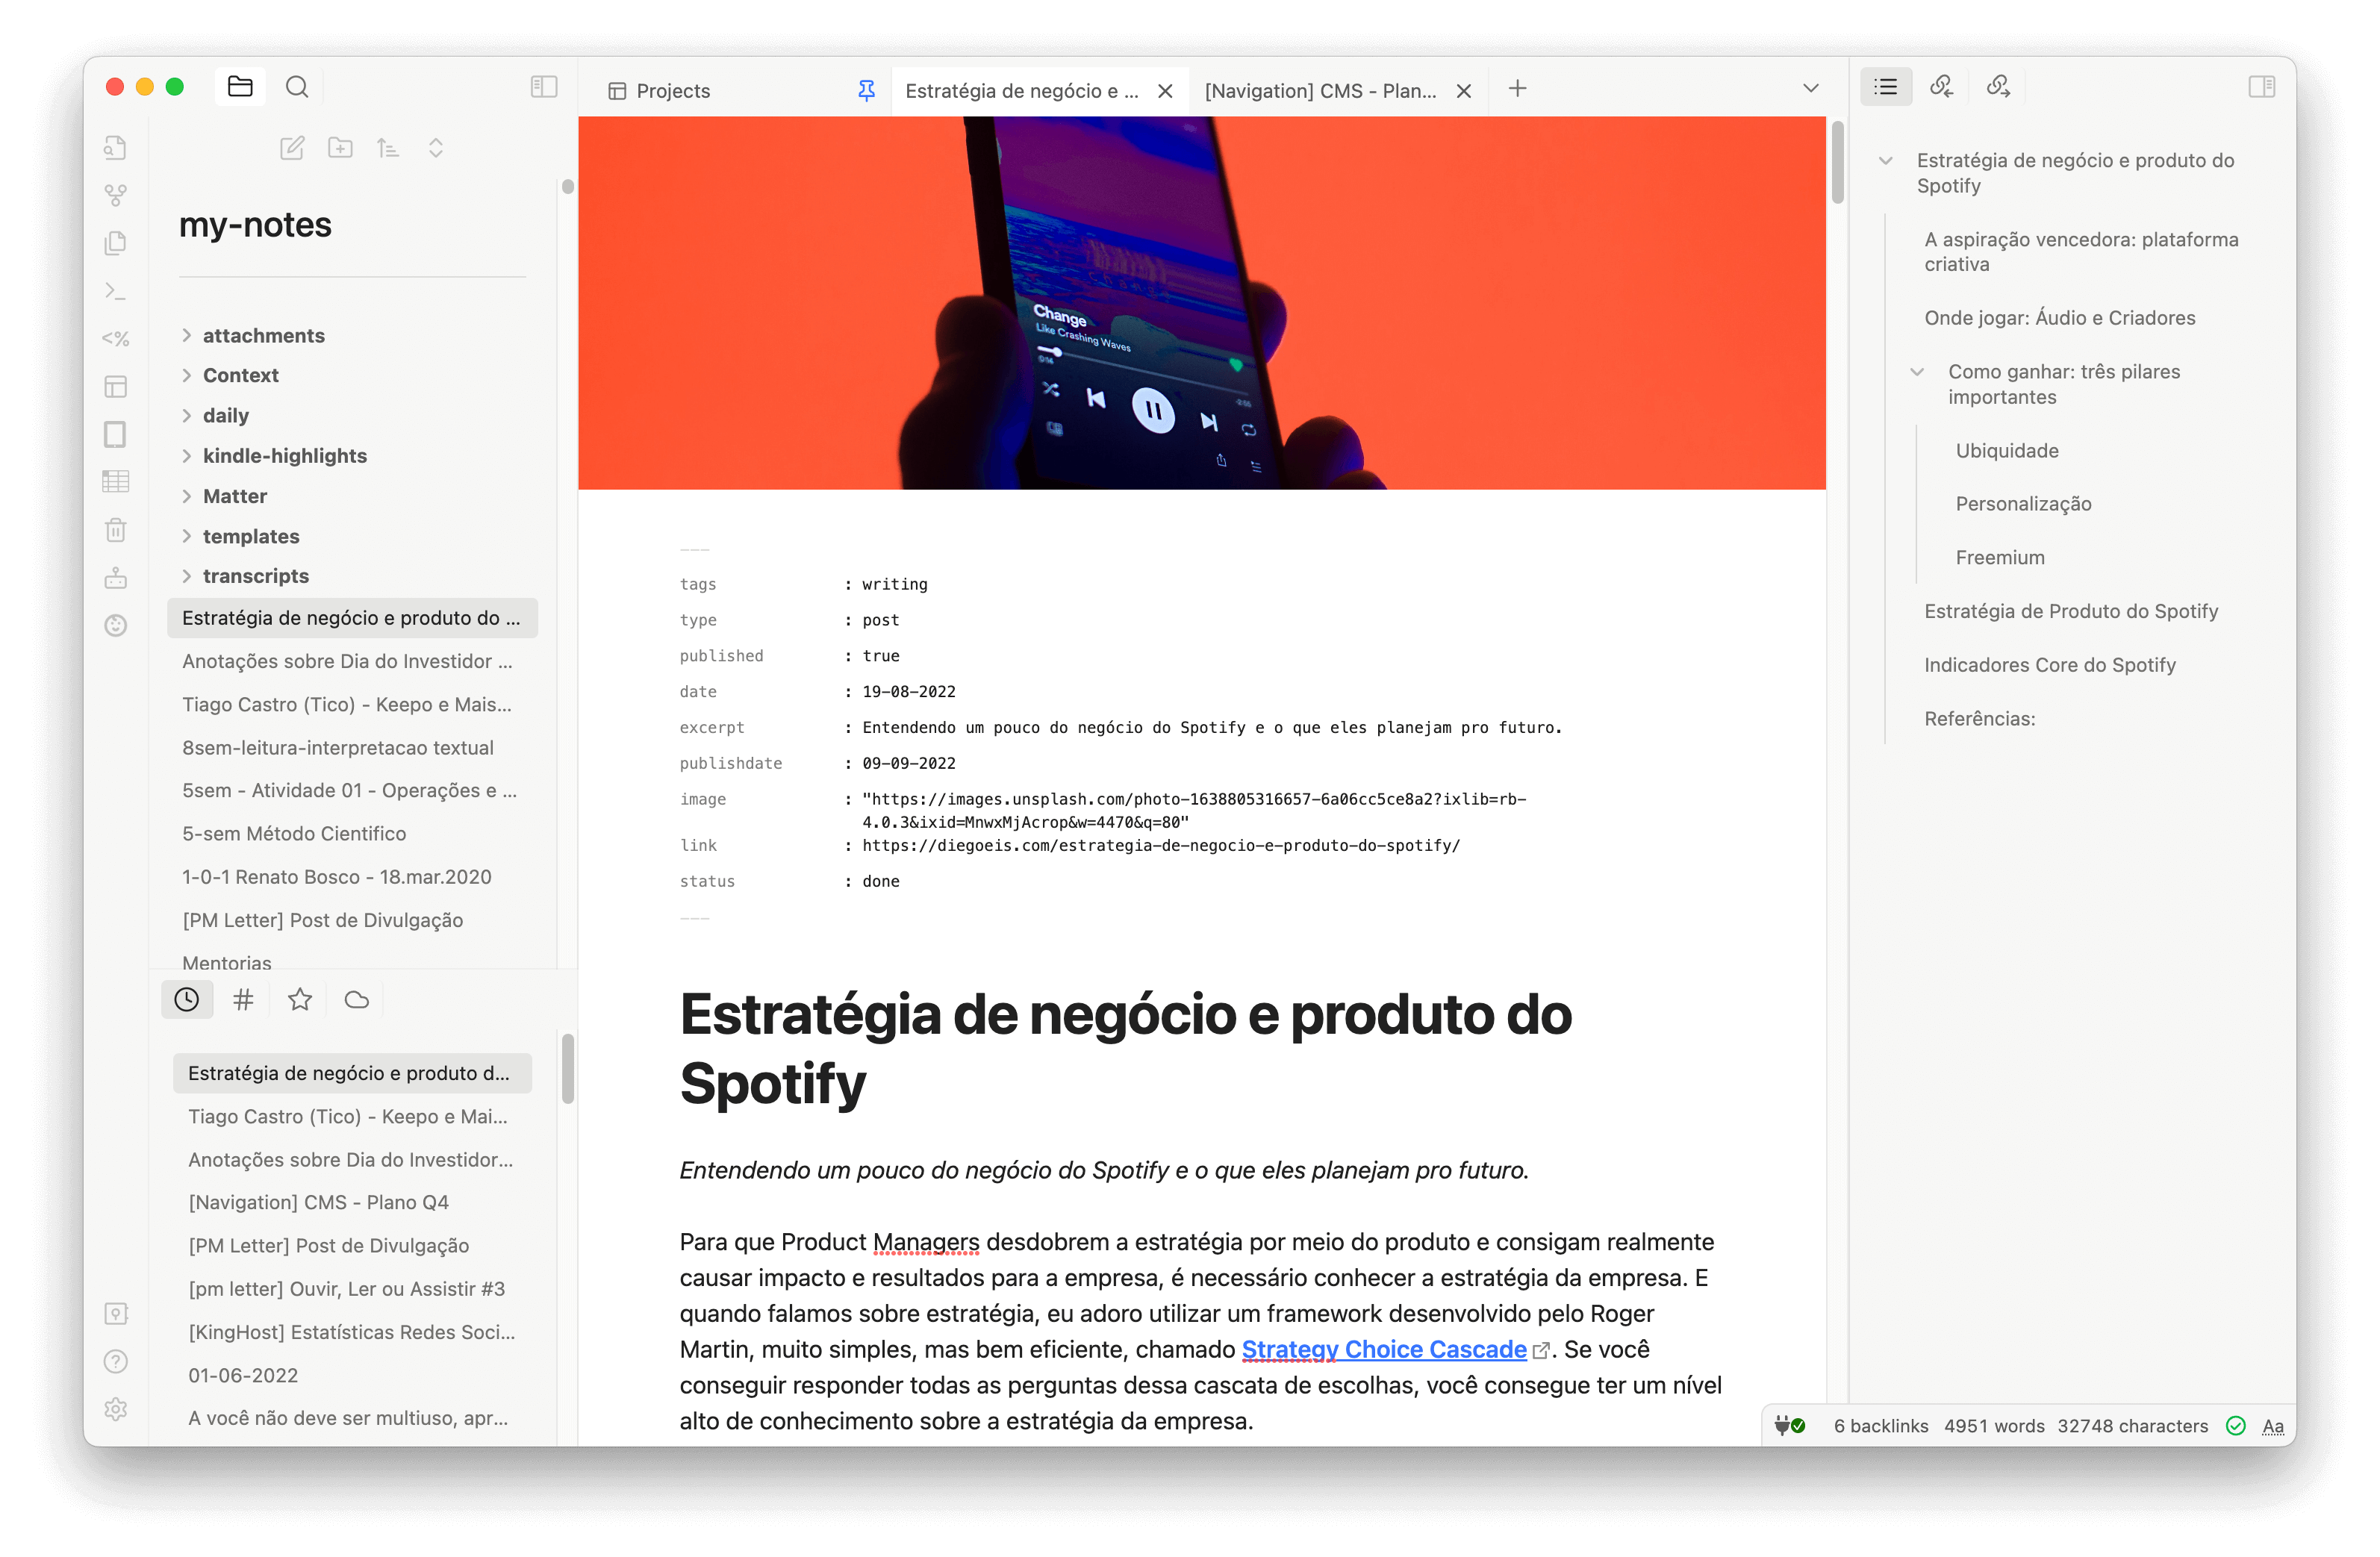 Projects
Estratégia de negócio e ...
[Navigation] CMS - Plan...
my-notes
attachments
Context
daily
kindle-highlights
Matter
templates
transcripts
Estratégia de negócio e produto do ...
Anotações sobre Dia do Investidor ...
Tiago Castro (Tico) - Keepo e Mais...
8sem-leitura-interpretacao textual
5sem - Atividade 01 - Operações e ...
5-sem Método Cientifico
1-0-1 Renato Bosco - 18.mar.2020
[PM Letter] Post de Divulgação
Mentorias
Estratégia de negócio e produto d...
Tiago Castro (Tico) - Keepo e Mai...
Anotações sobre Dia do Investidor...
[Navigation] CMS - Plano Q4
[PM Letter] Post de Divulgação
[pm letter] Ouvir, Ler ou Assistir #3
[KingHost] Estatísticas Redes Soci...
01-06-2022
A você não deve ser multiuso, apr...
Change
Like Crashing Waves
0:14
-2:55
---
tags : writing
type : post
published : true
date : 19-08-2022
excerpt : Entendendo um pouco do negócio do Spotify e o que eles planejam pro futuro.
publishdate : 09-09-2022
image : "https://images.unsplash.com/photo-1638805316657-6a06cc5ce8a2?ixlib=rb-
4.0.3&ixid=MnwxMjAcrop&w=4470&q=80"
link : https://diegoeis.com/estrategia-de-negocio-e-produto-do-spotify/
status : done
---
Estratégia de negócio e produto do
Spotify
Entendendo um pouco do negócio do Spotify e o que eles planejam pro futuro.
Para que Product Managers desdobrem a estratégia por meio do produto e consigam realmente
causar impacto e resultados para a empresa, é necessário conhecer a estratégia da empresa. E
quando falamos sobre estratégia, eu adoro utilizar um framework desenvolvido pelo Roger
Martin, muito simples, mas bem eficiente, chamado Strategy Choice Cascade. Se você
conseguir responder todas as perguntas dessa cascata de escolhas, você consegue ter um nível
alto de conhecimento sobre a estratégia da empresa.
Estratégia de negócio e produto do
Spotify
A aspiração vencedora: plataforma
criativa
Onde jogar: Áudio e Criadores
Como ganhar: três pilares
importantes
Ubiquidade
Personalização
Freemium
Estratégia de Produto do Spotify
Indicadores Core do Spotify
Referências:
6 backlinks 4951 words 32748 characters Aa